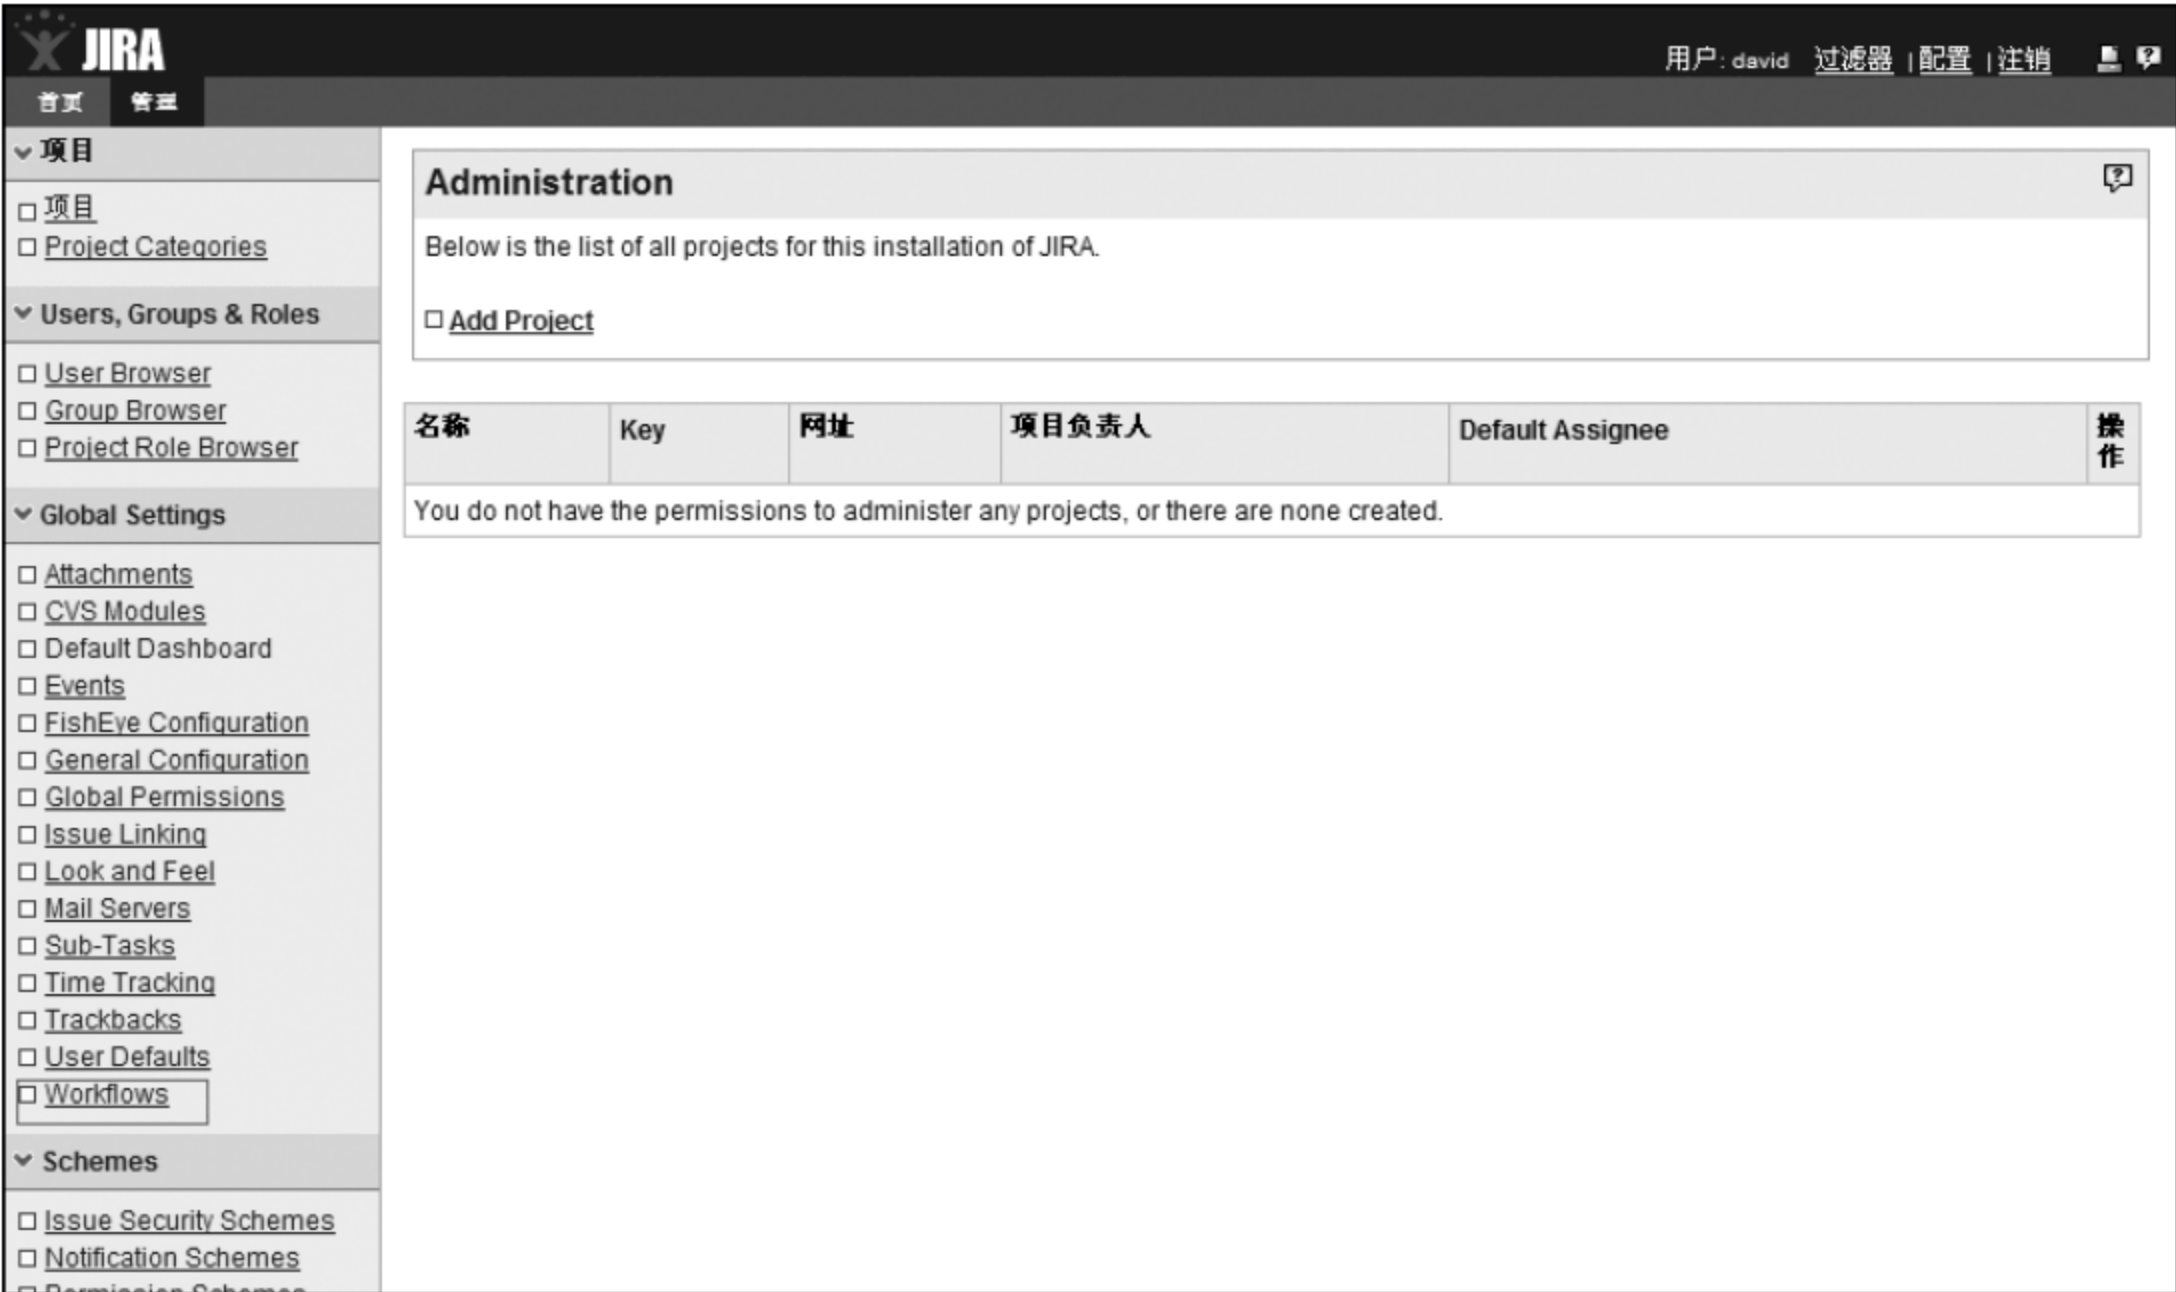 JIRA
用户: david 过滤器 | 配置 | 注销
首页 管理
项目
项目
Project Categories
Users, Groups & Roles
User Browser
Group Browser
Project Role Browser
Global Settings
Attachments
CVS Modules
Default Dashboard
Events
FishEye Configuration
General Configuration
Global Permissions
Issue Linking
Look and Feel
Mail Servers
Sub-Tasks
Time Tracking
Trackbacks
User Defaults
Workflows
Schemes
Issue Security Schemes
Notification Schemes
Permission Schemes
Administration
Below is the list of all projects for this installation of JIRA.
Add Project
名称 Key 网址 项目负责人 Default Assignee 操作
You do not have the permissions to administer any projects, or there are none created.